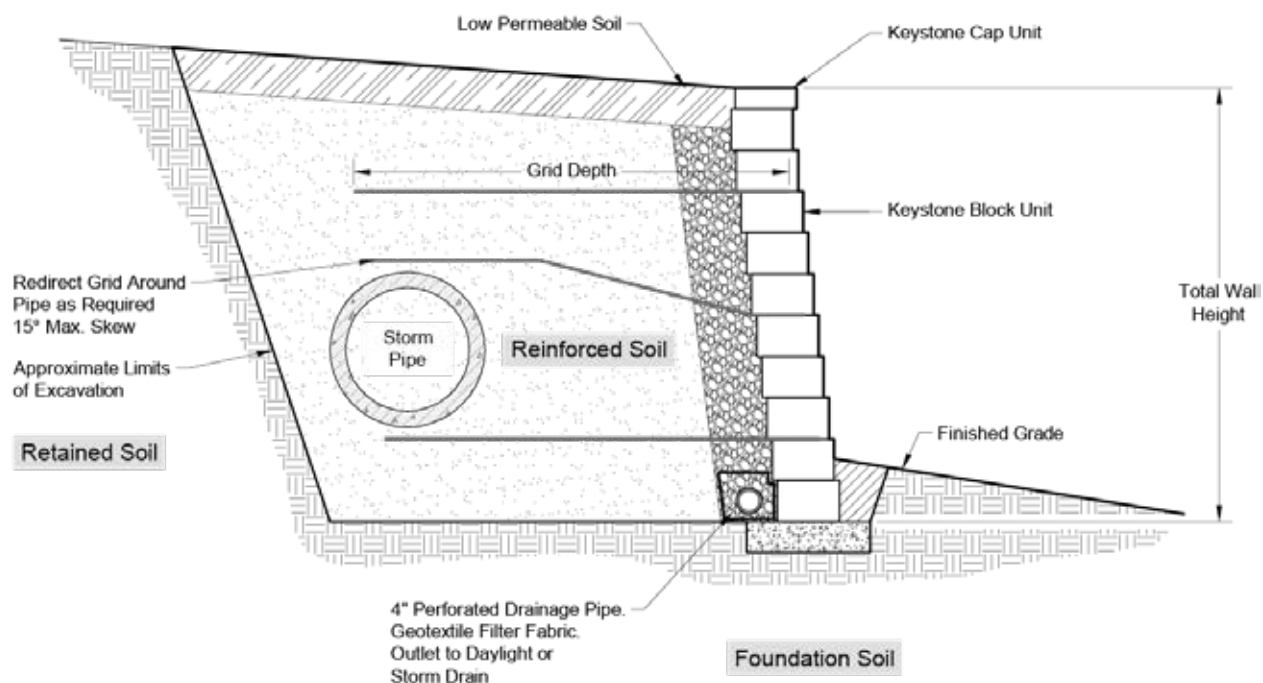 Low Permeable Soil
Keystone Cap Unit
Grid Depth
Keystone Block Unit
Redirect Grid Around
Pipe as Required
15° Max. Skew
Storm
Pipe
Reinforced Soil
Total Wall
Height
Approximate Limits
of Excavation
Retained Soil
Finished Grade
4" Perforated Drainage Pipe.
Geotextile Filter Fabric.
Outlet to Daylight or
Storm Drain
Foundation Soil